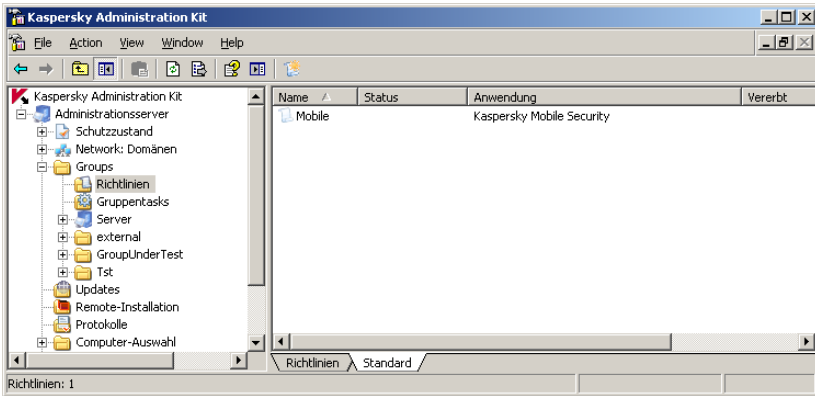 Kaspersky Administration Kit
File Action View Window Help
Kaspersky Administration Kit
Administrationsserver
Schutzzustand
Network: Domänen
Groups
Richtlinien
Gruppentasks
Server
external
GroupUnderTest
Tst
Updates
Remote-Installation
Protokolle
Computer-Auswahl
Name Status Anwendung Vererbt
Mobile Kaspersky Mobile Security
Richtlinien Standard
Richtlinien: 1